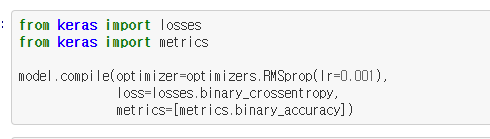 :
from keras import losses
from keras import metrics
model.compile(optimizer=optimizers.RMSprop(lr=0.001),
loss=losses.binary_crossentropy,
metrics=[metrics.binary_accuracy])